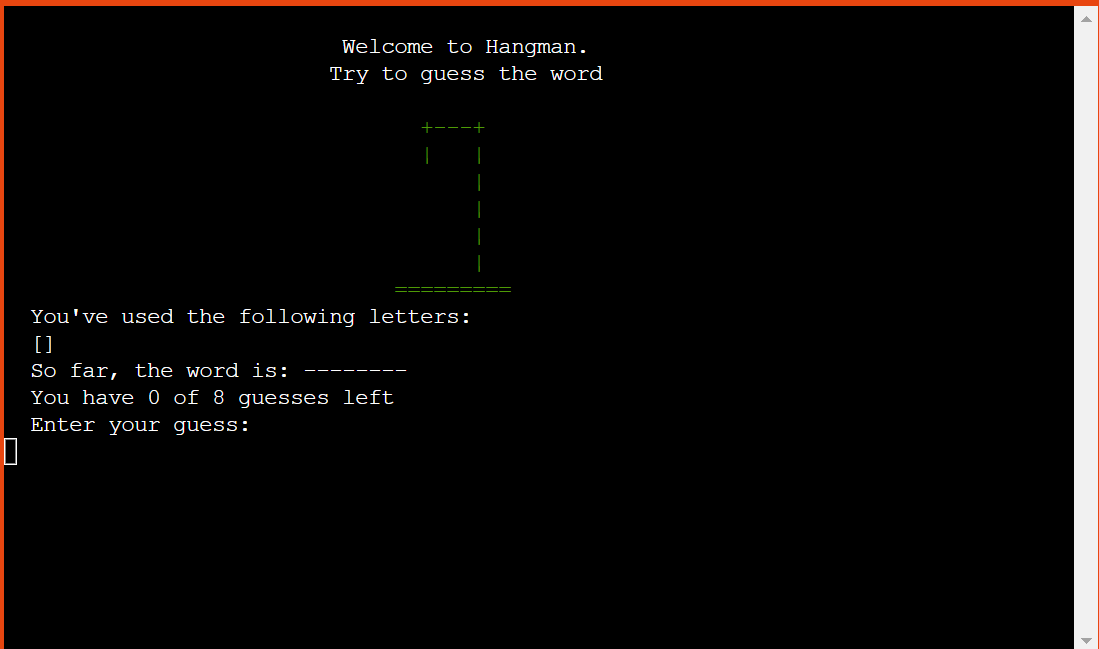 Welcome to Hangman.
Try to guess the word
+---+
|   |
|
|
|
|
=========
You've used the following letters:
[]
So far, the word is: --------
You have 0 of 8 guesses left
Enter your guess: